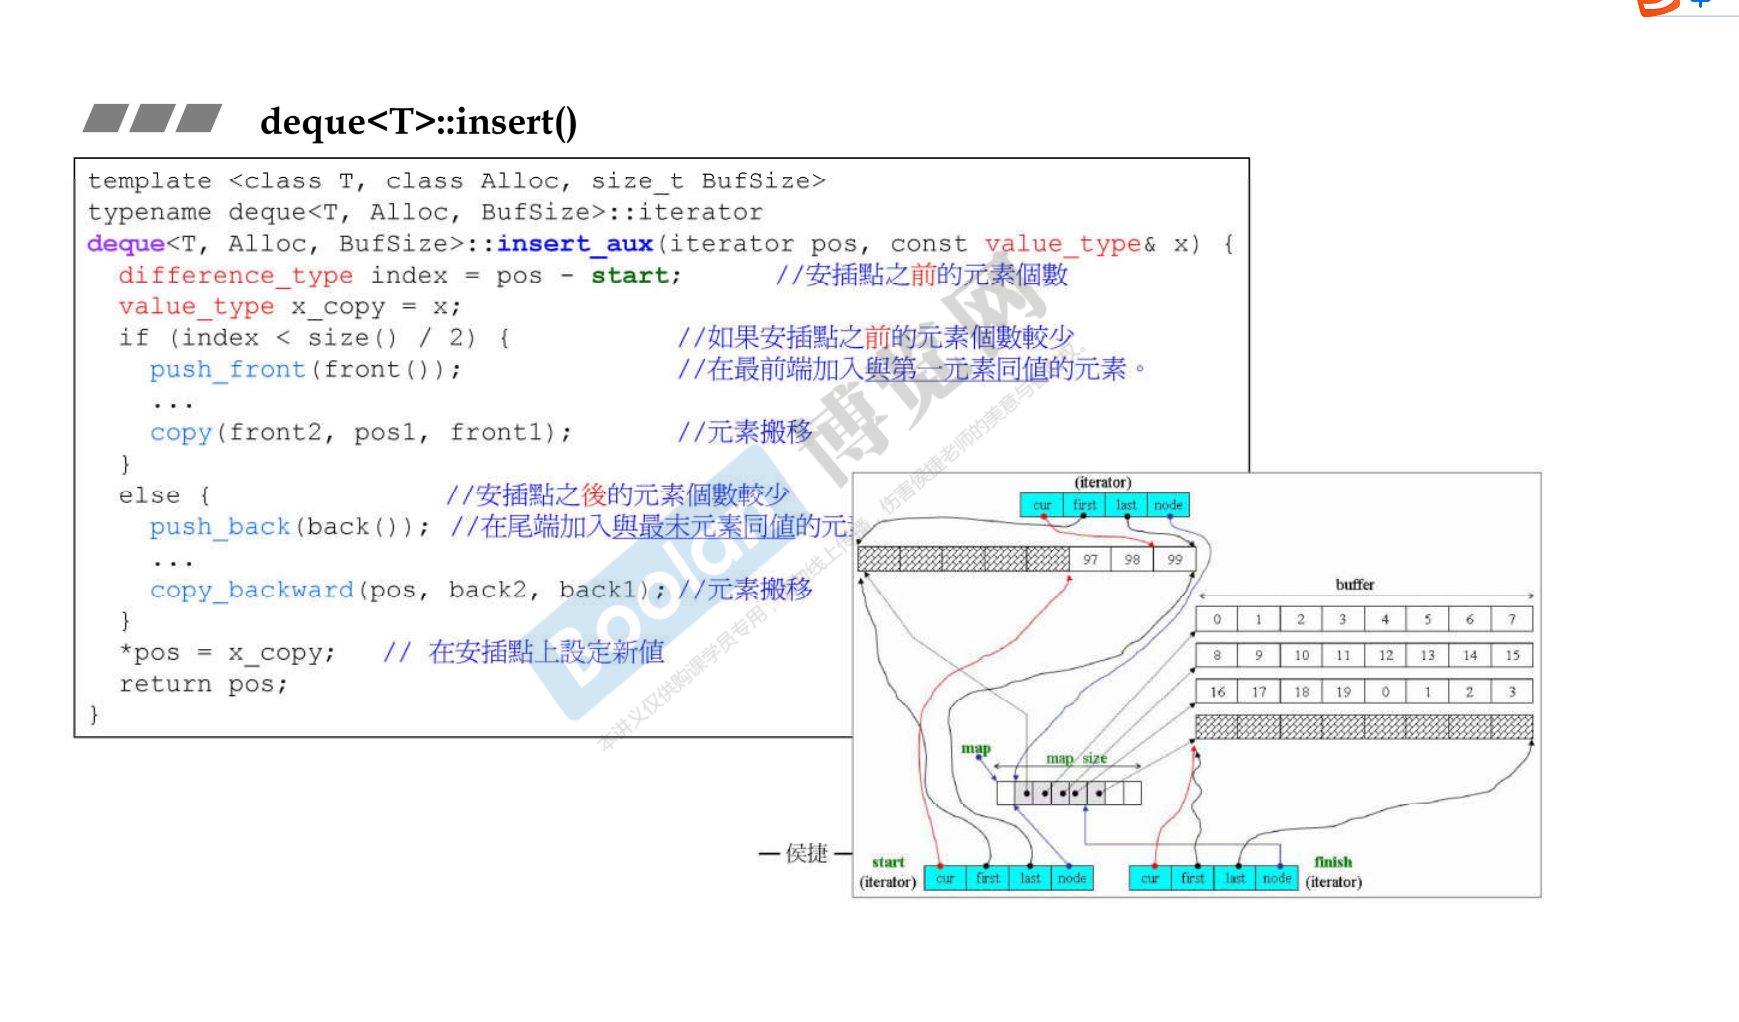 中
deque<T>::insert()
template <class T, class Alloc, size_t BufSize>
typename deque<T, Alloc, BufSize>::iterator
deque<T, Alloc, BufSize>::insert_aux(iterator pos, const value_type& x) {
difference_type index = pos - start; //安插點之前的元素個數
value_type x_copy = x;
if (index < size() / 2) { //如果安插點之前的元素個數較少
push_front(front()); //在最前端加入與第一元素同值的元素。
...
copy(front2, pos1, front1); //元素搬移
}
else { //安插點之後的元素個數較少
push_back(back()); //在尾端加入與最末元素同值的元
...
copy_backward(pos, back2, back1); //元素搬移
}
*pos = x_copy; // 在安插點上設定新值
return pos;
}
Boolan 博览网
(iterator)
cur first last node
97 98 99
buffer
0 1 2 3 4 5 6 7
8 9 10 11 12 13 14 15
16 17 18 19 0 1 2 3
map
map size
— 侯捷 —
start
(iterator)
cur first last node
cur first last node
finish
(iterator)